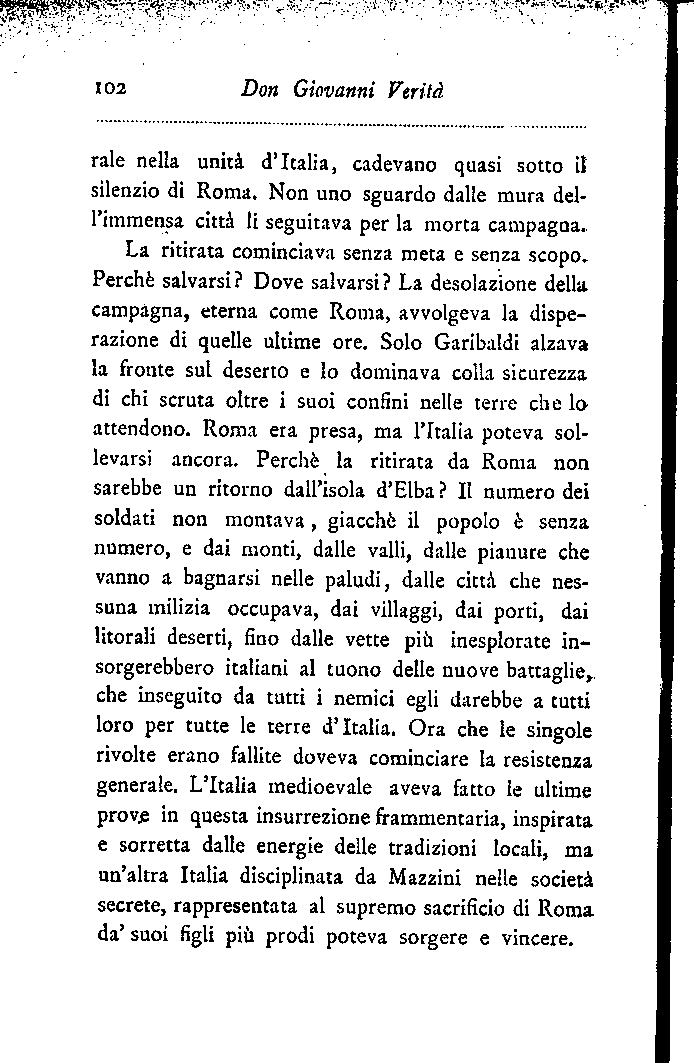 102 Don Giovanni Verità
rale nella unità d'Italia, cadevano quasi sotto il
silenzio di Roma. Non uno sguardo dalle mura del-
l'immensa città li seguitava per la morta campagna.
La ritirata cominciava senza meta e senza scopo.
Perchè salvarsi? Dove salvarsi? La desolazione della
campagna, eterna come Roma, avvolgeva la dispe-
razione di quelle ultime ore. Solo Garibaldi alzava
la fronte sul deserto e lo dominava colla sicurezza
di chi scruta oltre i suoi confini nelle terre che lo
attendono. Roma era presa, ma l'Italia poteva sol-
levarsi ancora. Perchè la ritirata da Roma non
sarebbe un ritorno dall'isola d'Elba? Il numero dei
soldati non montava, giacchè il popolo è senza
numero, e dai monti, dalle valli, dalle pianure che
vanno a bagnarsi nelle paludi, dalle città che nes-
suna milizia occupava, dai villaggi, dai porti, dai
litorali deserti, fino dalle vette più inesplorate in-
sorgerebbero italiani al tuono delle nuove battaglie,
che inseguito da tutti i nemici egli darebbe a tutti
loro per tutte le terre d'Italia. Ora che le singole
rivolte erano fallite doveva cominciare la resistenza
generale. L'Italia medioevale aveva fatto le ultime
prove in questa insurrezione frammentaria, inspirata
e sorretta dalle energie delle tradizioni locali, ma
un'altra Italia disciplinata da Mazzini nelle società
secrete, rappresentata al supremo sacrificio di Roma
da' suoi figli più prodi poteva sorgere e vincere.